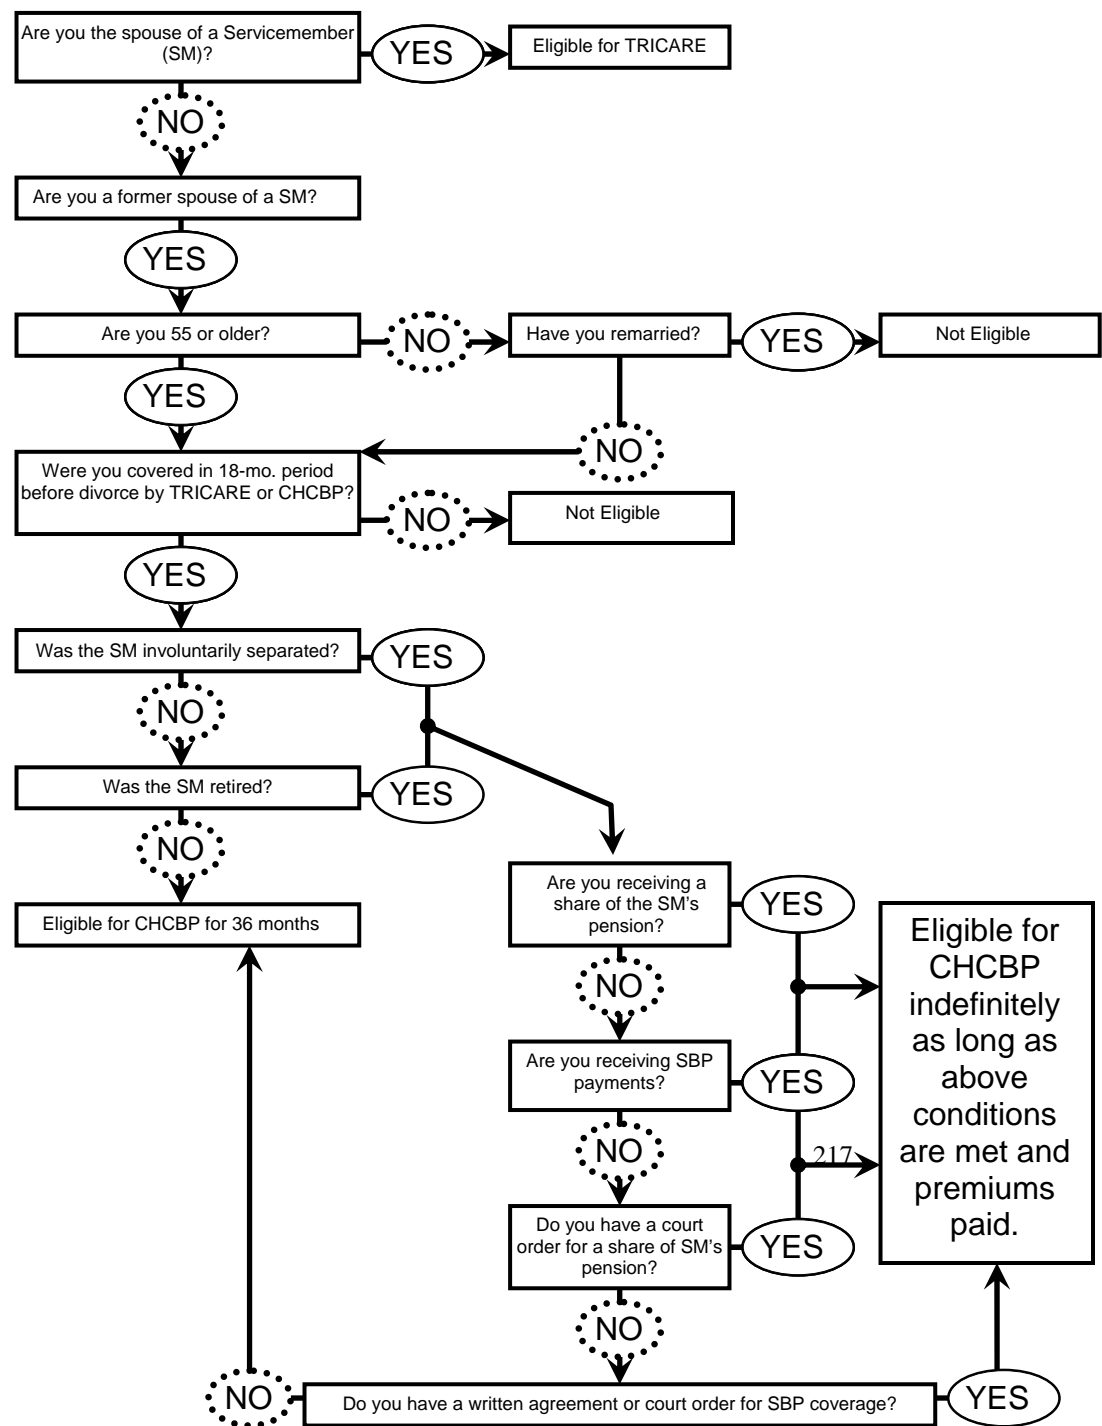 Are you the spouse of a Servicemember
(SM)?
YES
Eligible for TRICARE
NO
Are you a former spouse of a SM?
YES
Are you 55 or older?
NO
Have you remarried?
YES
Not Eligible
YES
NO
Were you covered in 18-mo. period
before divorce by TRICARE or CHCBP?
NO
Not Eligible
YES
Was the SM involuntarily separated?
YES
NO
Was the SM retired?
YES
NO
Eligible for CHCBP for 36 months
Are you receiving a
share of the SM's
pension?
YES
NO
Are you receiving SBP
payments?
YES
NO
217
Do you have a court
order for a share of SM's
pension?
YES
NO
Eligible for
CHCBP
indefinitely
as long as
above
conditions
are met and
premiums
paid.
NO
Do you have a written agreement or court order for SBP coverage?
YES